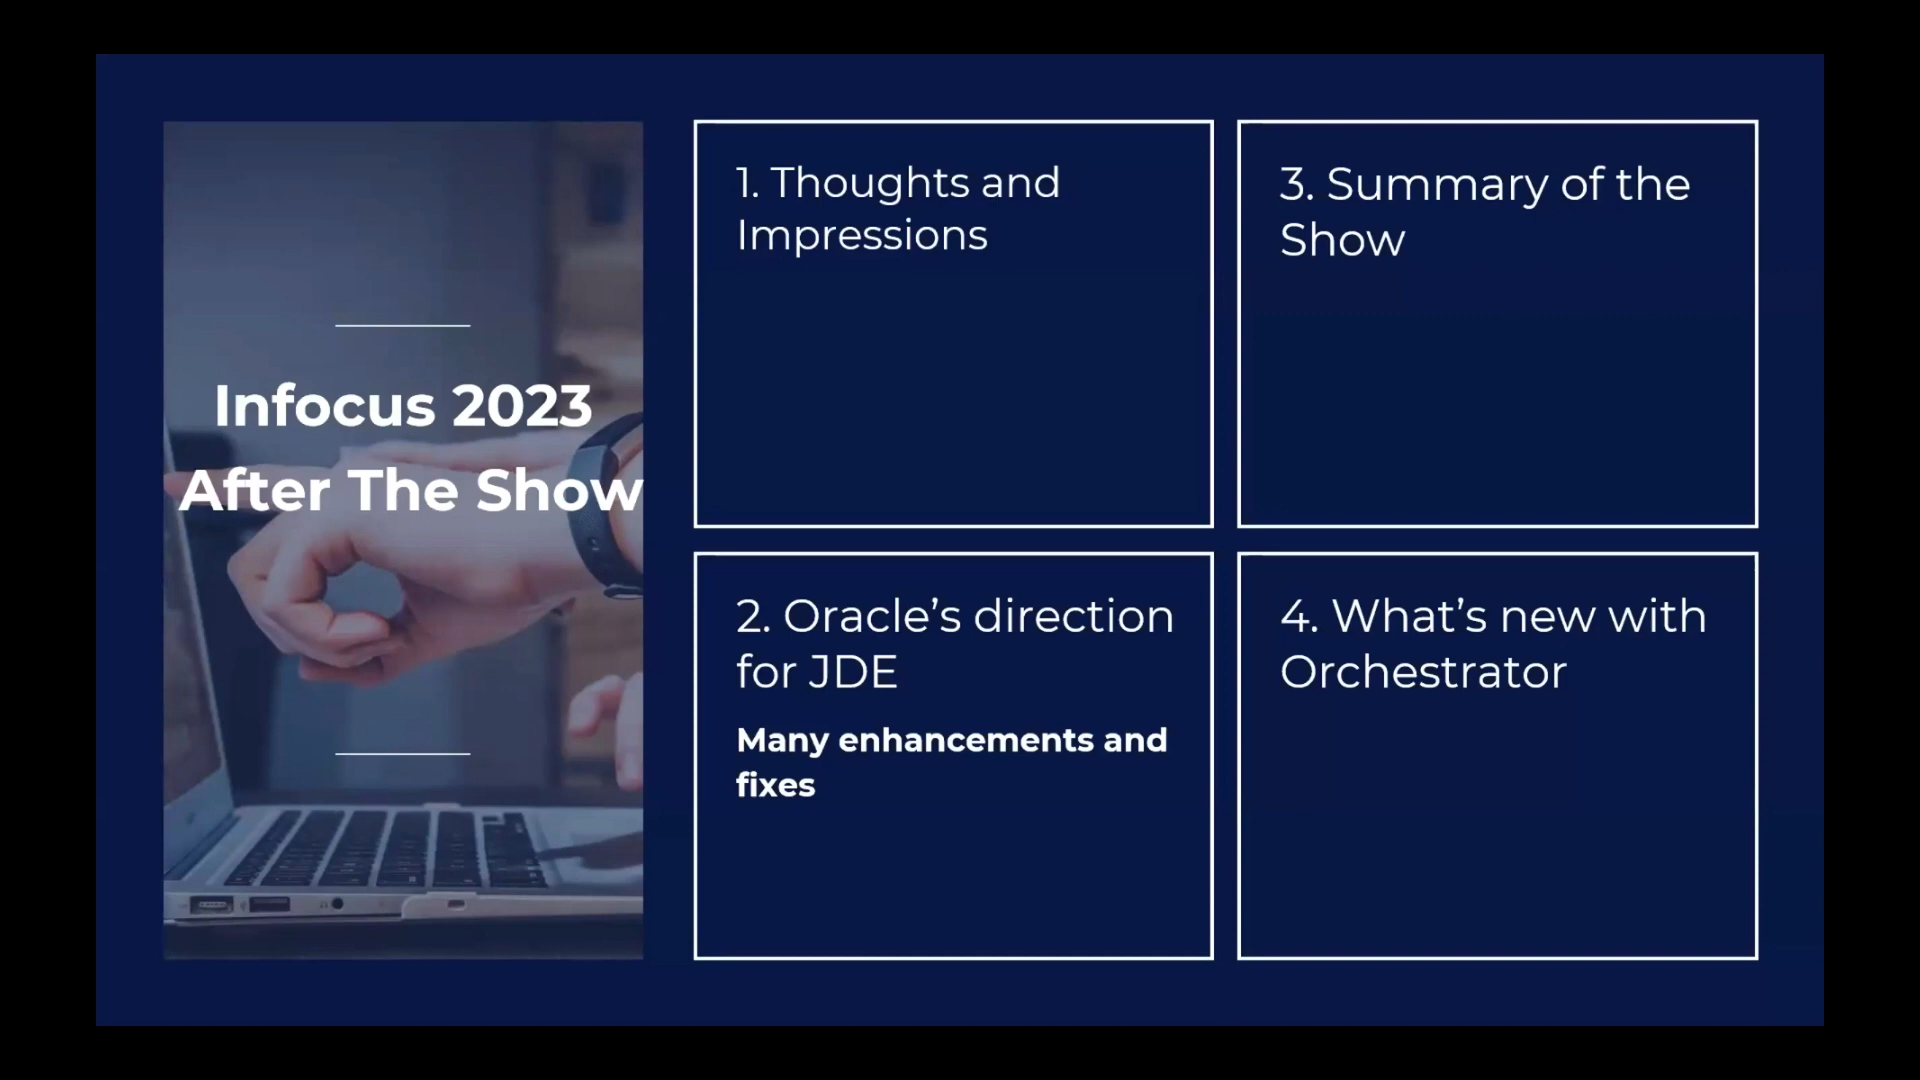 Infocus 2023
After The Show
1. Thoughts and
Impressions
2. Oracle’s direction
for JDE
Many enhancements and
fixes
3. Summary of the
Show
4. What’s new with
Orchestrator